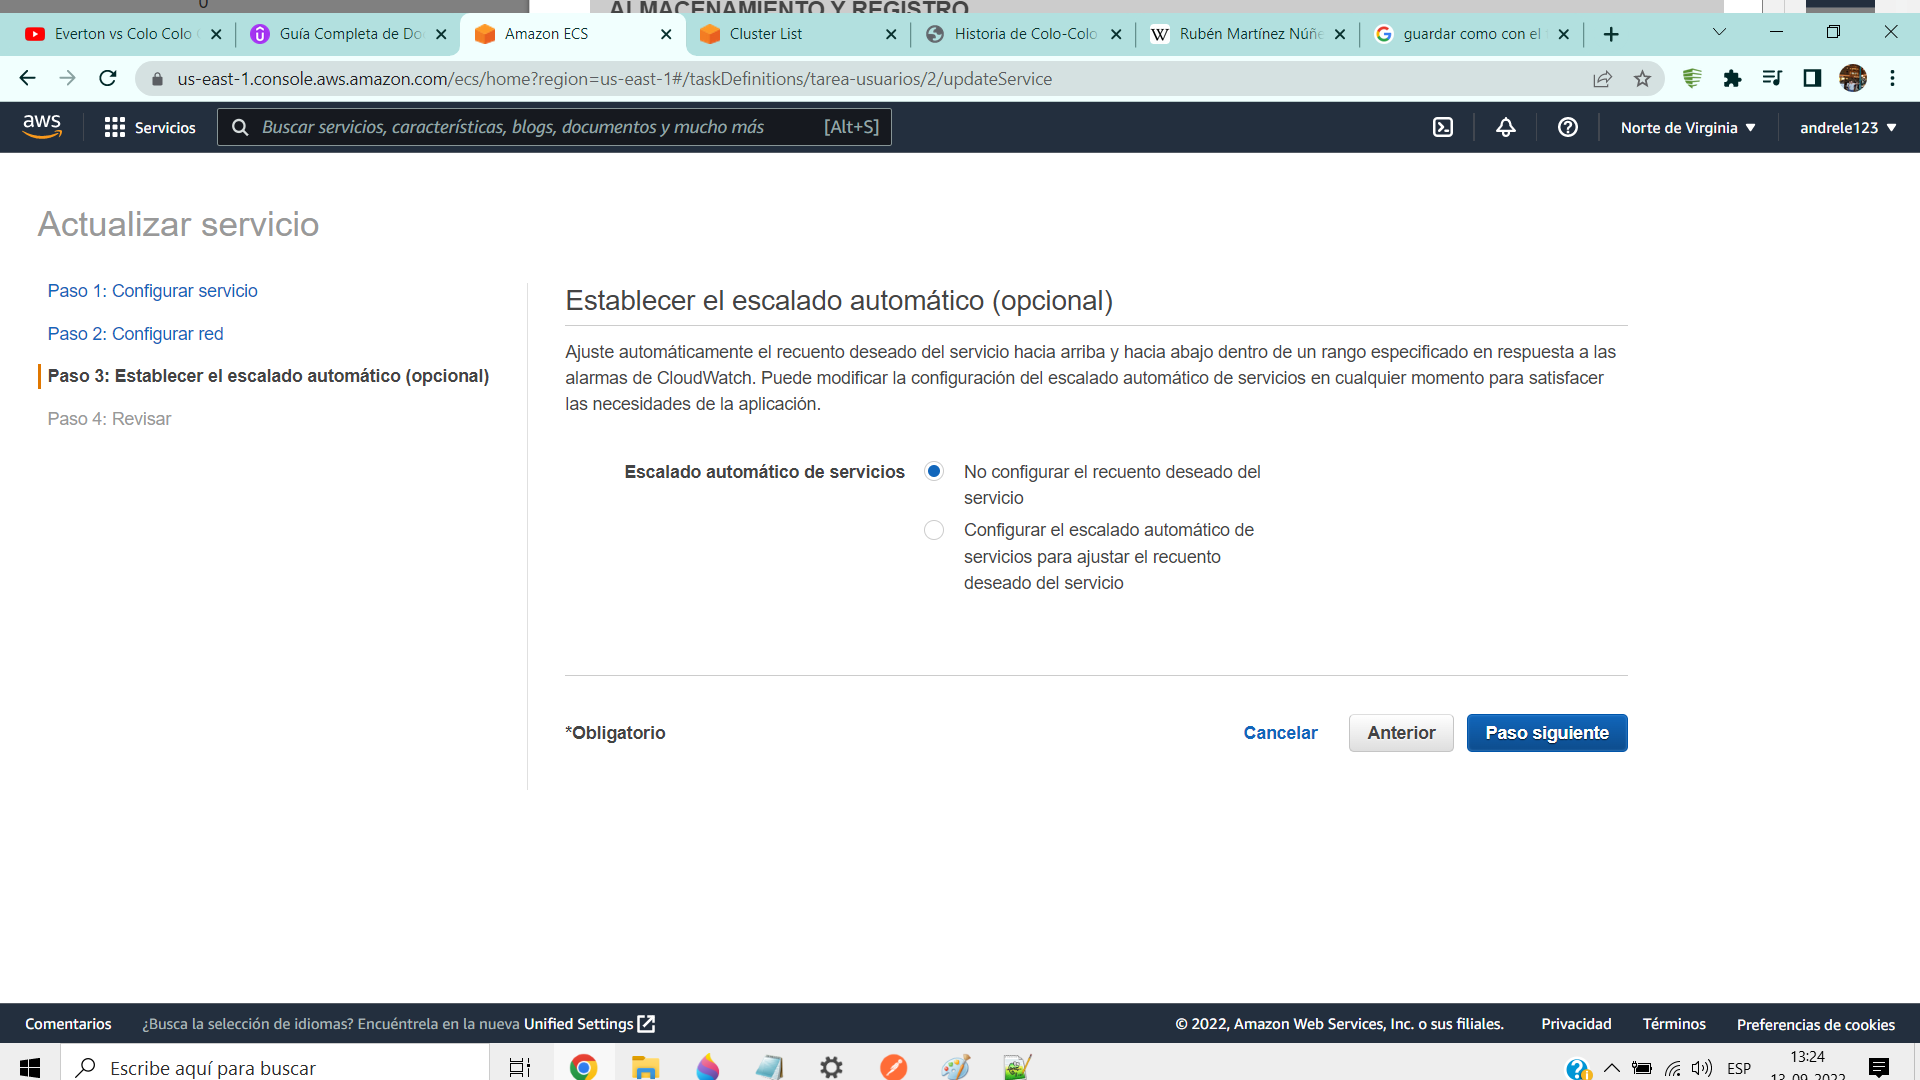 ALMACENAMIENTO Y REGISTRO
Everton vs Colo Colo
Guía Completa de Do
Amazon ECS
Cluster List
Historia de Colo-Colo
W Rubén Martínez Núñe
guardar como con el
us-east-1.console.aws.amazon.com/ecs/home?region=us-east-1#/taskDefinitions/tarea-usuarios/2/updateService
aws
Servicios
Buscar servicios, características, blogs, documentos y mucho más [Alt+S]
Norte de Virginia
andrele123
Actualizar servicio
Paso 1: Configurar servicio
Paso 2: Configurar red
Paso 3: Establecer el escalado automático (opcional)
Paso 4: Revisar
Establecer el escalado automático (opcional)
Ajuste automáticamente el recuento deseado del servicio hacia arriba y hacia abajo dentro de un rango especificado en respuesta a las
alarmas de CloudWatch. Puede modificar la configuración del escalado automático de servicios en cualquier momento para satisfacer
las necesidades de la aplicación.
Escalado automático de servicios
No configurar el recuento deseado del
servicio
Configurar el escalado automático de
servicios para ajustar el recuento
deseado del servicio
*Obligatorio
Cancelar
Anterior
Paso siguiente
Comentarios
¿Busca la selección de idiomas? Encuéntrela en la nueva Unified Settings
© 2022, Amazon Web Services, Inc. o sus filiales.
Privacidad
Términos
Preferencias de cookies
Escribe aquí para buscar
ESP
13:24
13-09-2022